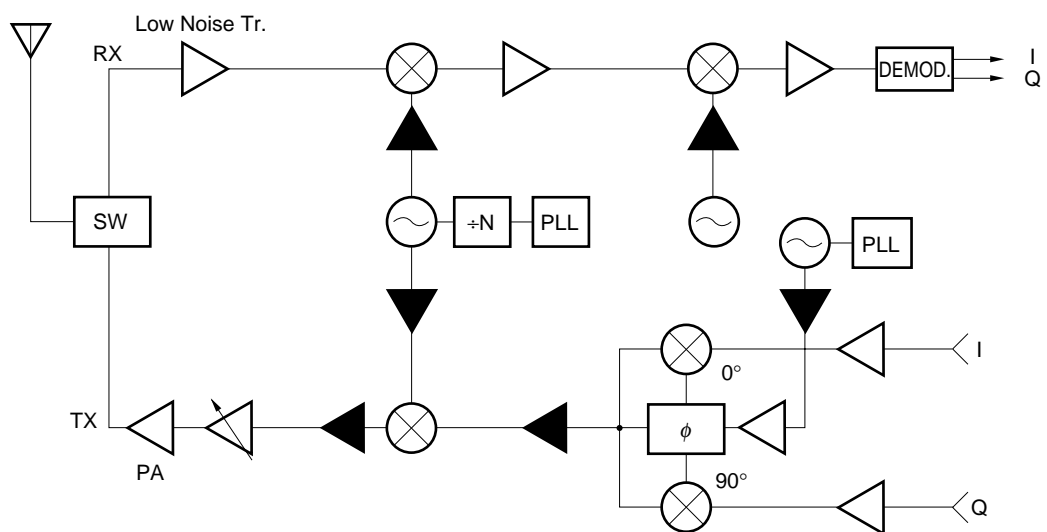 Low Noise Tr.
RX
DEMOD.
I
Q
SW
÷N
PLL
PLL
I
0°
TX
ϕ
PA
90°
Q